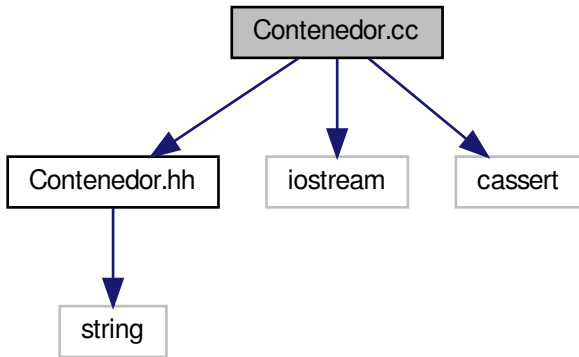 Contenedor.cc
Contenedor.hh
iostream
cassert
string